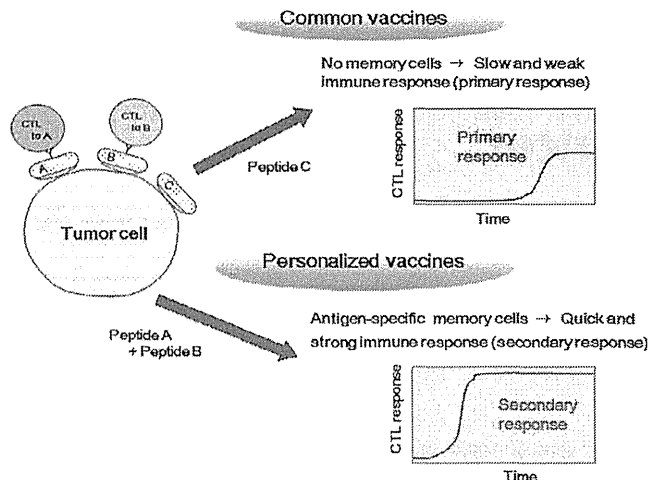 Common vaccines
No memory cells → Slow and weak
immune response (primary response)
CTL
to A
CTL
to B
A
B
C
Tumor cell
Peptide C
CTL response
Primary
response
Time
Personalized vaccines
Peptide A
+ Peptide B
Antigen-specific memory cells → Quick and
strong immune response (secondary response)
CTL response
Secondary
response
Time